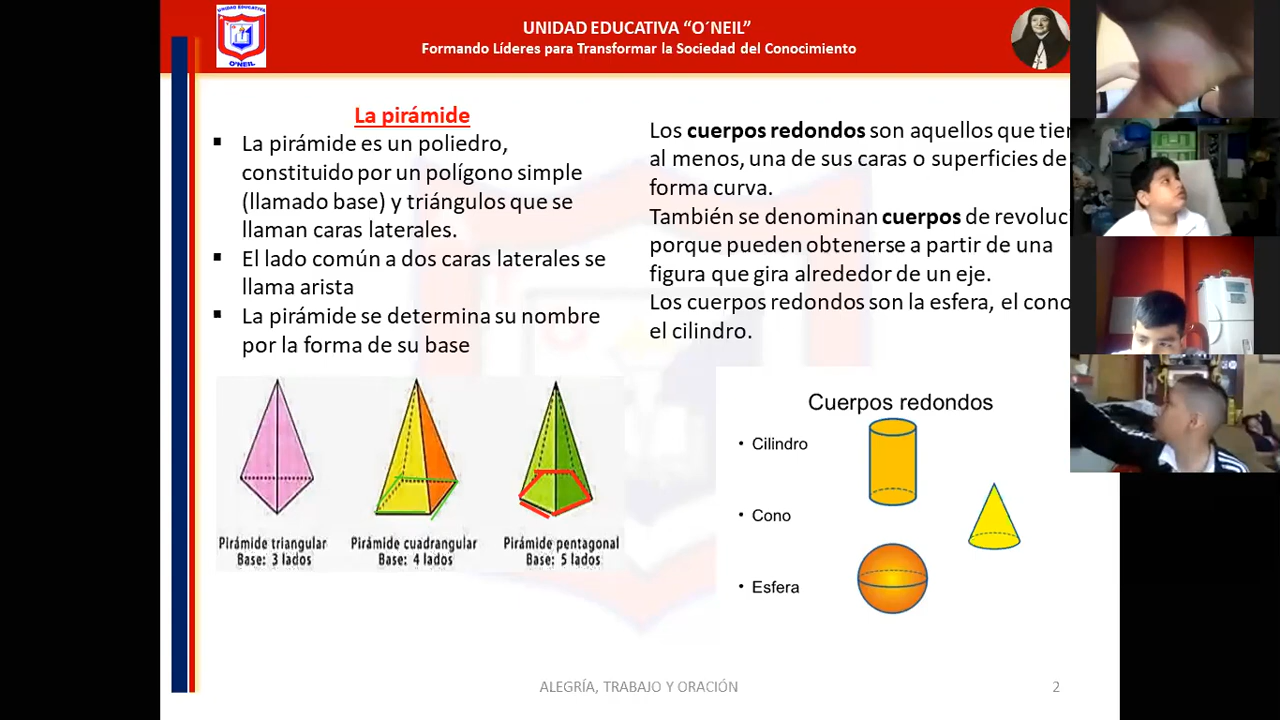 UNIDAD EDUCATIVA
O´NEIL
UNIDAD EDUCATIVA “O´NEIL”
Formando Líderes para Transformar la Sociedad del Conocimiento
La pirámide
▪ La pirámide es un poliedro,
constituido por un polígono simple
(llamado base) y triángulos que se
llaman caras laterales.
▪ El lado común a dos caras laterales se
llama arista
▪ La pirámide se determina su nombre
por la forma de su base
Pirámide triangular
Base: 3 lados
Pirámide cuadrangular
Base: 4 lados
Pirámide pentagonal
Base: 5 lados
Los cuerpos redondos son aquellos que tie
al menos, una de sus caras o superficies de
forma curva.
También se denominan cuerpos de revoluc
porque pueden obtenerse a partir de una
figura que gira alrededor de un eje.
Los cuerpos redondos son la esfera, el cono
el cilindro.
Cuerpos redondos
• Cilindro
• Cono
• Esfera
ALEGRÍA, TRABAJO Y ORACIÓN
2